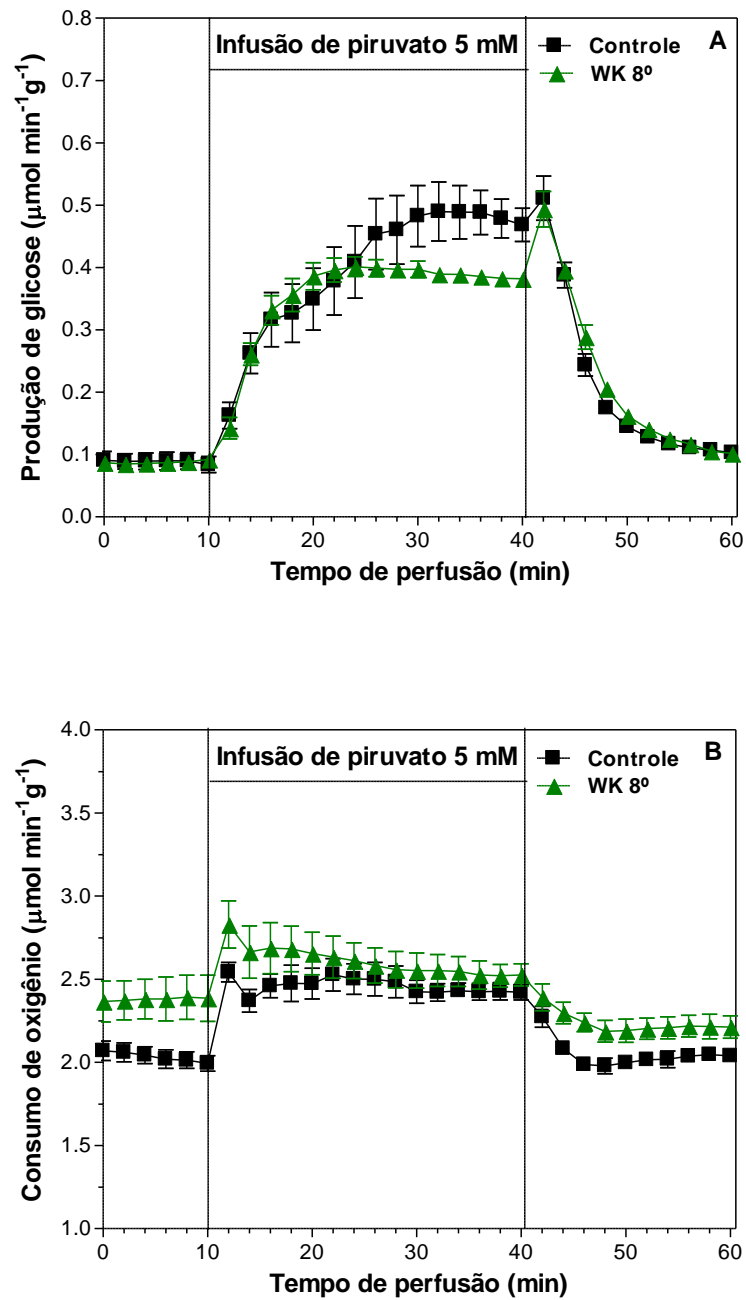 Infusão de piruvato 5 mM
Controle
WK 8º
A
Produção de glicose (μmol min⁻¹g⁻¹)
0.8
0.7
0.6
0.5
0.4
0.3
0.2
0.1
0.0
0 10 20 30 40 50 60
Tempo de perfusão (min)
Infusão de piruvato 5 mM
Controle
WK 8º
B
Consumo de oxigênio (μmol min⁻¹g⁻¹)
4.0
3.5
3.0
2.5
2.0
1.5
1.0
0 10 20 30 40 50 60
Tempo de perfusão (min)